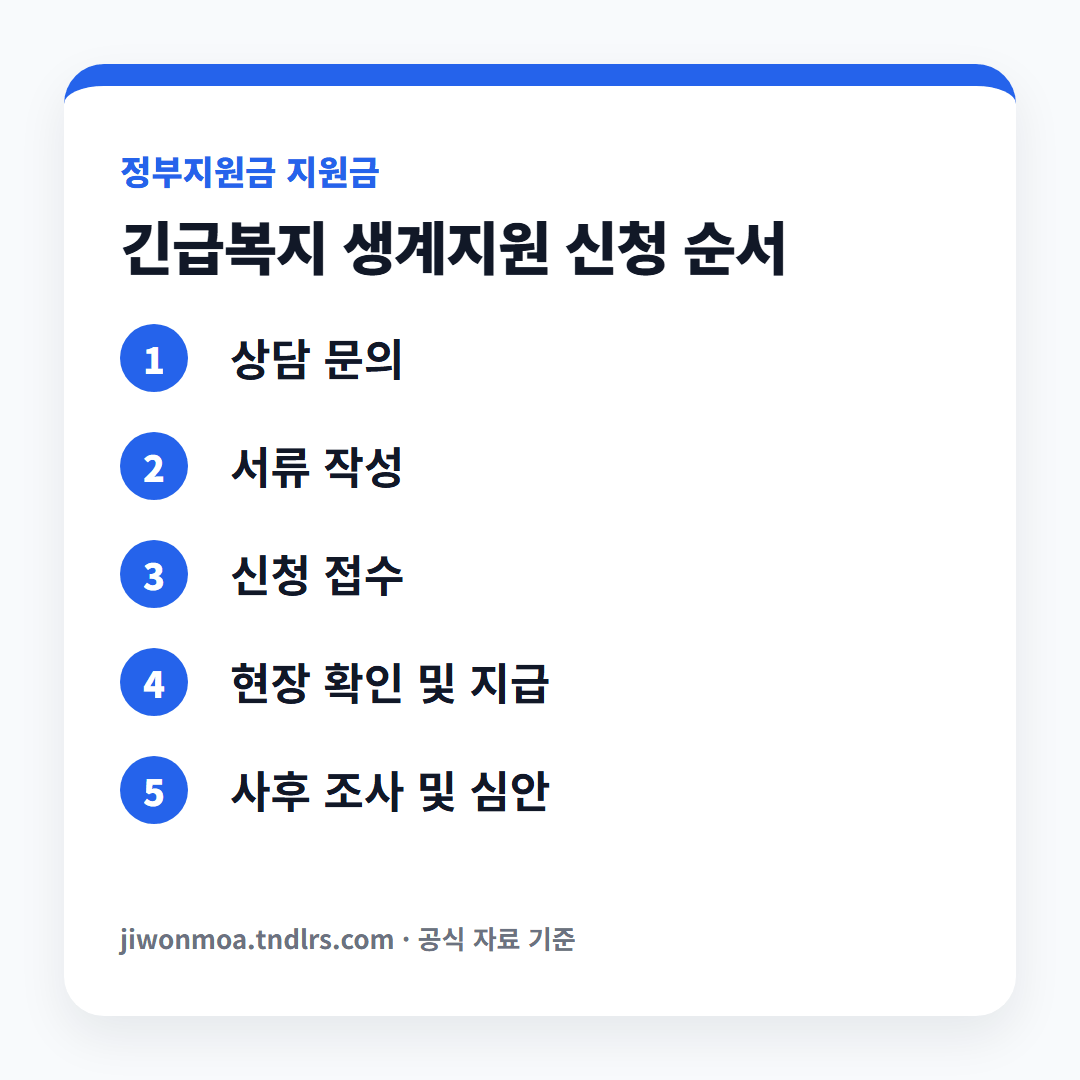 정부지원금 지원금
긴급복지 생계지원 신청 순서
1 상담 문의
2 서류 작성
3 신청 접수
4 현장 확인 및 지급
5 사후 조사 및 심안
jiwonmoa.tndlrs.com · 공식 자료 기준